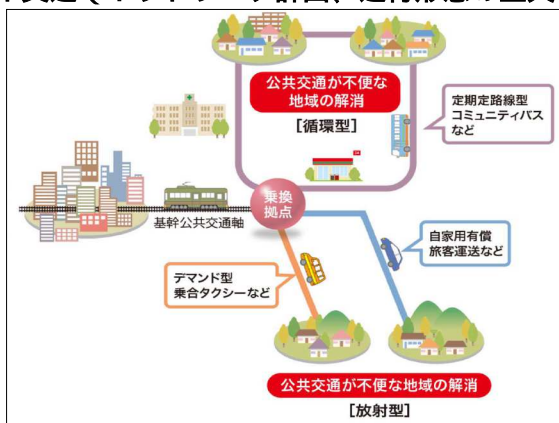 公共交通が不便な
地域の解消
[循環型]
定期定路線型
コミュニティバス
など
乗換
拠点
基幹公共交通軸
自家用有償
旅客運送など
デマンド型
乗合タクシーなど
公共交通が不便な地域の解消
[放射型]